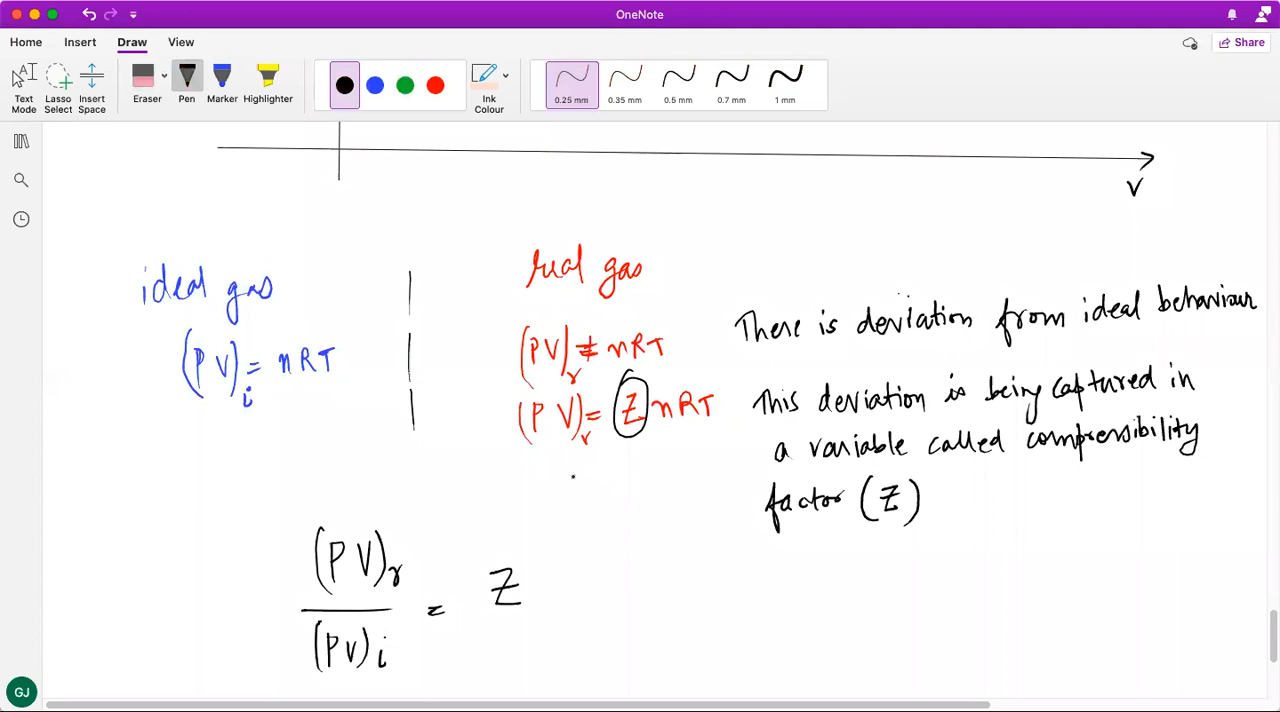 OneNote
Home Insert Draw View
Share
Text Mode
Lasso Select
Insert Space
Eraser
Pen
Marker
Highlighter
Ink Colour
0.25 mm
0.35 mm
0.5 mm
0.7 mm
1 mm
V
ideal gas
(PV)i = nRT
real gas
(PV)r ≠ nRT
(PV)r = Z nRT
There is deviation from ideal behaviour
This deviation is being captured in
a variable called compressibility
factor (Z)
(PV)r
= Z
(PV)i
GJ